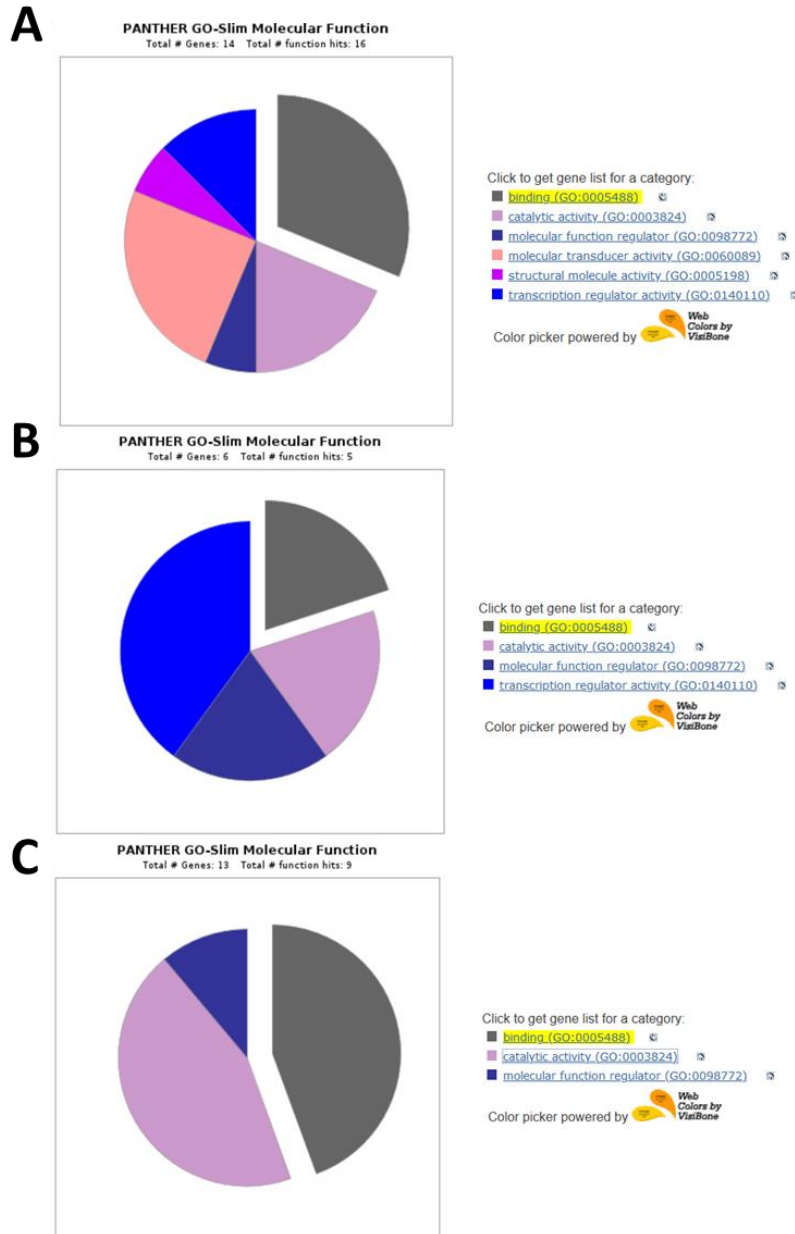 A
PANTHER GO-Slim Molecular Function
Total # Genes: 14 Total # function hits: 16
Click to get gene list for a category:
binding (GO:0005488)
catalytic activity (GO:0003824)
molecular function regulator (GO:0098772)
molecular transducer activity (GO:0060089)
structural molecule activity (GO:0005198)
transcription regulator activity (GO:0140110)
Color picker powered by Web Colors by VisiBone
B
PANTHER GO-Slim Molecular Function
Total # Genes: 6 Total # function hits: 5
Click to get gene list for a category:
binding (GO:0005488)
catalytic activity (GO:0003824)
molecular function regulator (GO:0098772)
transcription regulator activity (GO:0140110)
Color picker powered by Web Colors by VisiBone
C
PANTHER GO-Slim Molecular Function
Total # Genes: 13 Total # function hits: 9
Click to get gene list for a category:
binding (GO:0005488)
catalytic activity (GO:0003824)
molecular function regulator (GO:0098772)
Color picker powered by Web Colors by VisiBone